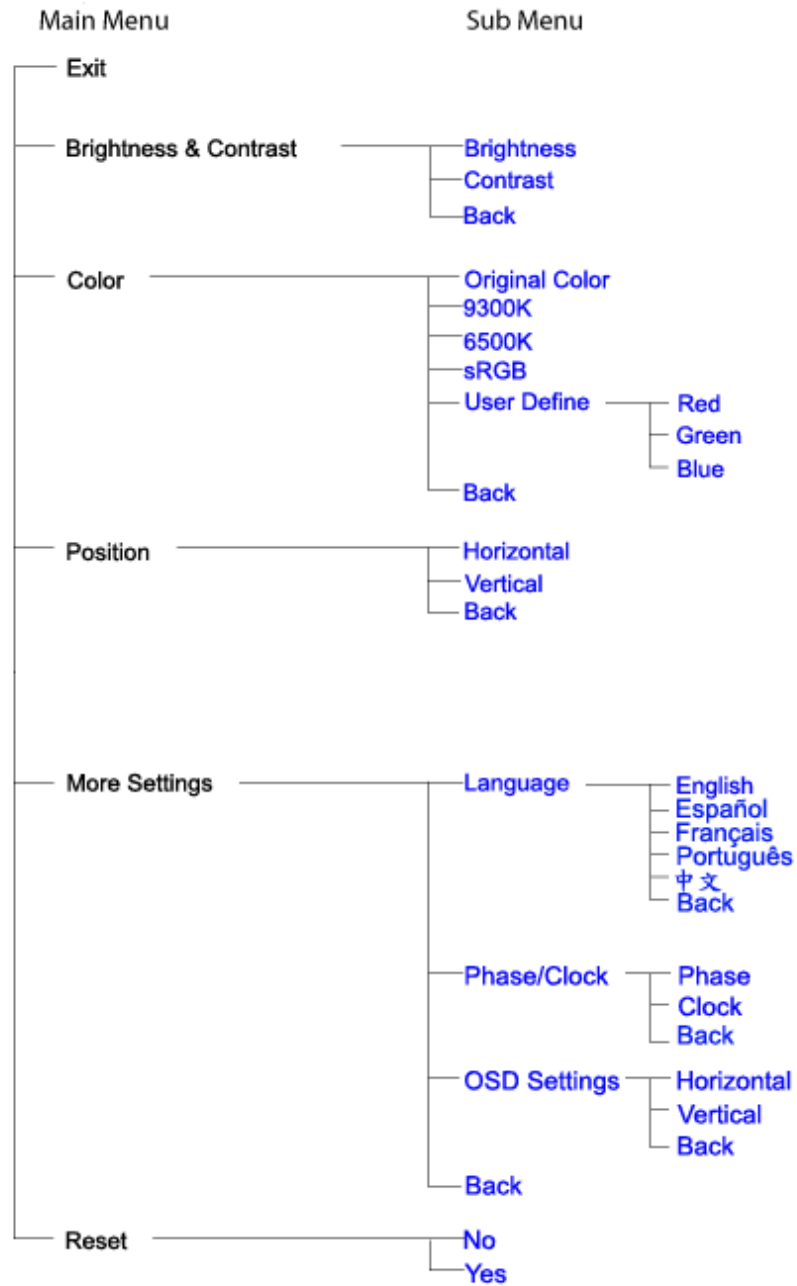 Main Menu Sub Menu
Exit
Brightness & Contrast Brightness
Contrast
Back
Color Original Color
9300K
6500K
sRGB
User Define Red
Green
Blue
Back
Position Horizontal
Vertical
Back
More Settings Language English
Español
Français
Português
中文
Back
Phase/Clock Phase
Clock
Back
OSD Settings Horizontal
Vertical
Back
Back
Reset No
Yes